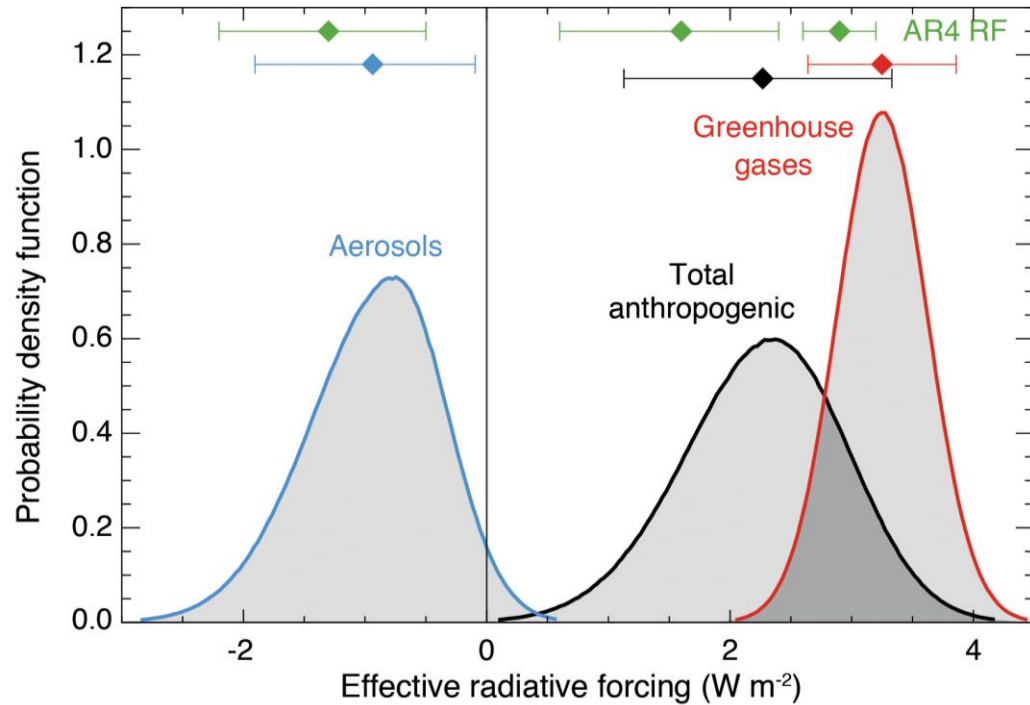 AR4 RF
1.2
Greenhouse
gases
1.0
0.8
Aerosols
Total
anthropogenic
0.6
0.4
0.2
0.0
-2
0
2
4
Probability density function
Effective radiative forcing (W m-2)